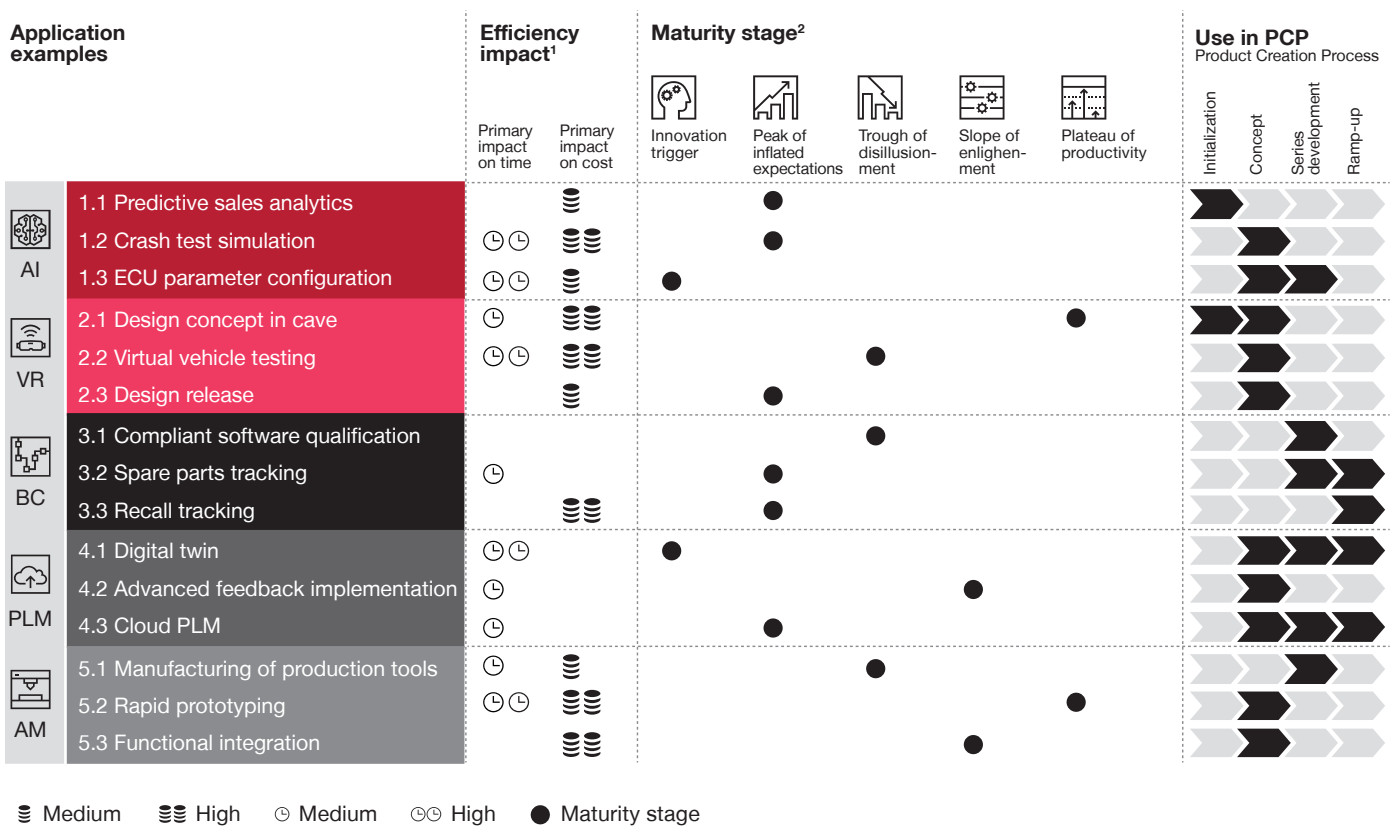 Application
examples
Efficiency
impact¹
Maturity stage²
Use in PCP
Product Creation Process
Primary
impact
on time
Primary
impact
on cost
Innovation
trigger
Peak of
inflated
expectations
Trough of
disillusion-
ment
Slope of
enlighen-
ment
Plateau of
productivity
Initialization
Concept
Series
development
Ramp-up
AI
1.1 Predictive sales analytics
1.2 Crash test simulation
1.3 ECU parameter configuration
VR
2.1 Design concept in cave
2.2 Virtual vehicle testing
2.3 Design release
BC
3.1 Compliant software qualification
3.2 Spare parts tracking
3.3 Recall tracking
PLM
4.1 Digital twin
4.2 Advanced feedback implementation
4.3 Cloud PLM
AM
5.1 Manufacturing of production tools
5.2 Rapid prototyping
5.3 Functional integration
Medium
High
Medium
High
Maturity stage